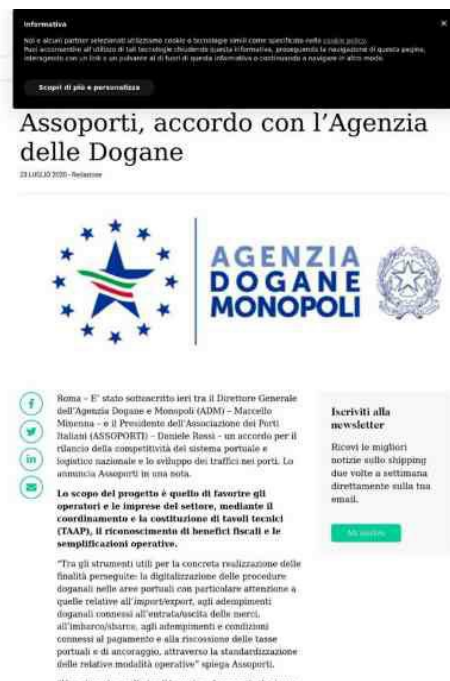 Informativa
×
Noi e alcuni partner selezionati utilizziamo cookie o tecnologie simili come specificato nella cookie policy.
Puoi acconsentire all'utilizzo di tali tecnologie chiudendo questa informativa, proseguendo la navigazione di questa pagina,
interagendo con un link o un pulsante al di fuori di questa informativa o continuando a navigare in altro modo.
Scopri di più e personalizza
Assoporti, accordo con l'Agenzia
delle Dogane
23 LUGLIO 2020 - Redazione
AGENZIA
DOGANE
MONOPOLI
Roma – E' stato sottoscritto ieri tra il Direttore Generale
dell'Agenzia Dogane e Monopoli (ADM) – Marcello
Minenna – e il Presidente dell'Associazione dei Porti
Italiani (ASSOPORTI) – Daniele Rossi – un accordo per il
rilancio della competitività del sistema portuale e
logistico nazionale e lo sviluppo dei traffici nei porti. Lo
annuncia Assoporti in una nota.
Lo scopo del progetto è quello di favorire gli
operatori e le imprese del settore, mediante il
coordinamento e la costituzione di tavoli tecnici
(TAAP), il riconoscimento di benefici fiscali e le
semplificazioni operative.
"Tra gli strumenti utili per la concreta realizzazione delle
finalità perseguite: la digitalizzazione delle procedure
doganali nelle aree portuali con particolare attenzione a
quelle relative all'import/export, agli adempimenti
doganali connessi all'entrata/uscita delle merci,
all'imbarco/sbarco, agli adempimenti e condizioni
connessi al pagamento e alla riscossione delle tasse
portuali e di ancoraggio, attraverso la standardizzazione
delle relative modalità operative" spiega Assoporti.
Iscriviti alla
newsletter
Ricevi le migliori
notizie sullo shipping
due volte a settimana
direttamente sulla tua
email.
Mi iscrivo